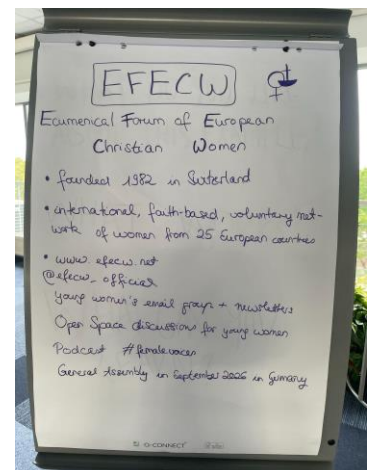 EFECW
Ecumenical Forum of European
Christian Women
• founded 1982 in Suterland
• international, faith-based, voluntary net-
work of women from 25 European countries
• www.efecw.net
@efecw_official
young women's email group + newsletters
Open Space discussions for young women
Podcast #femalevoices
General Assembly in September 2026 in Germany
G-CONNECT